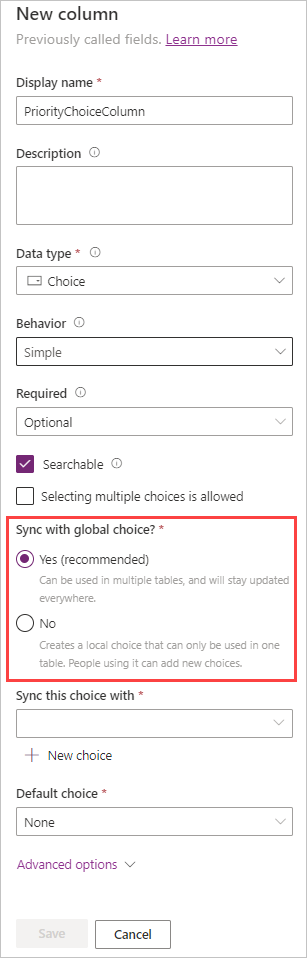 New column
Previously called fields. Learn more
Display name *
PriorityChoiceColumn
Description
Data type *
Choice
Behavior
Simple
Required
Optional
Searchable
Selecting multiple choices is allowed
Sync with global choice? *
Yes (recommended)
Can be used in multiple tables, and will stay updated
everywhere.
No
Creates a local choice that can only be used in one
table. People using it can add new choices.
Sync this choice with *
New choice
Default choice *
None
Advanced options
Save
Cancel